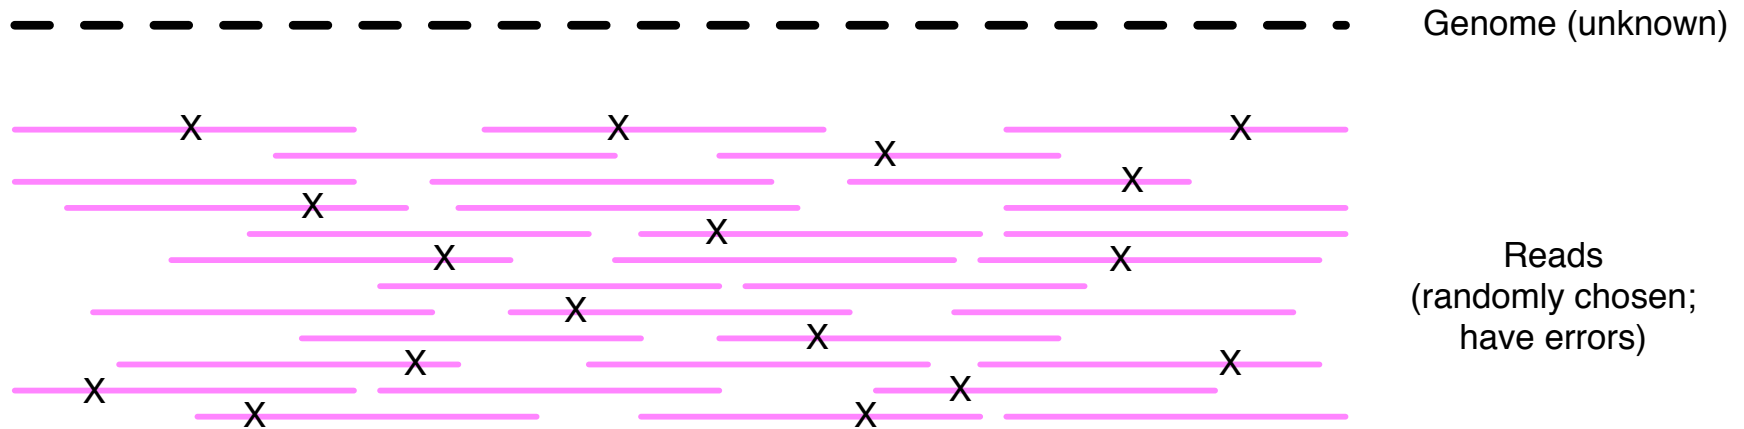 Genome (unknown)
X X X
X
X
X
X
X X
X
X
X X
X X
X X
Reads
(randomly chosen;
have errors)